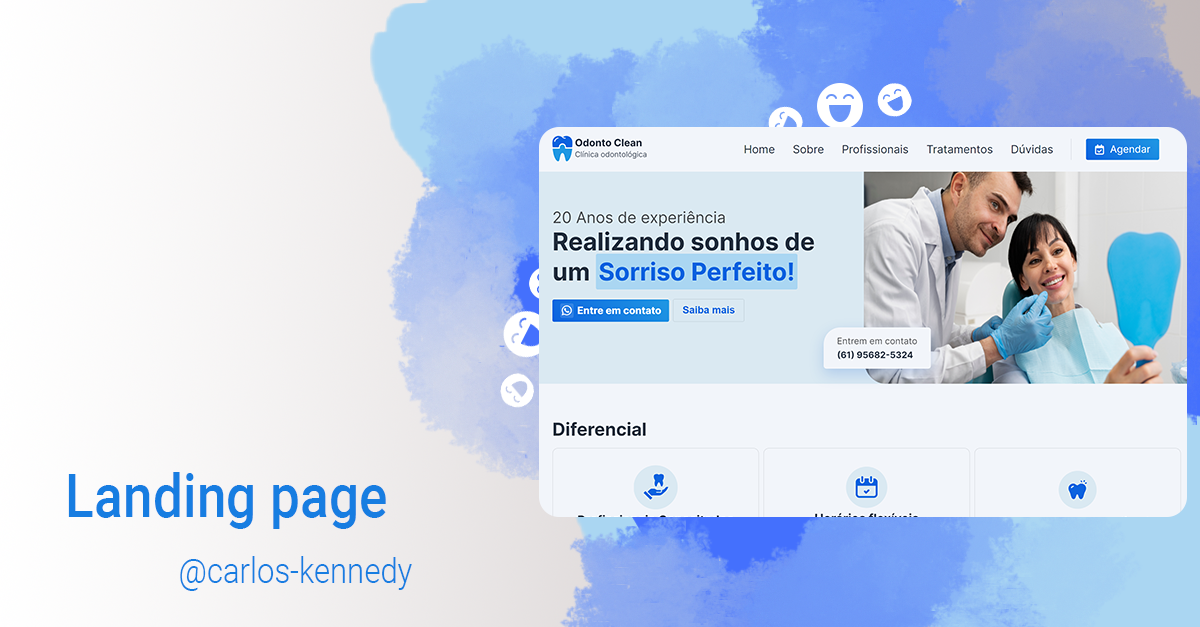 Odonto Clean
Clínica odontológica
Home Sobre Profissionais Tratamentos Dúvidas Agendar
20 Anos de experiência
Realizando sonhos de
um Sorriso Perfeito!
Entre em contato Saiba mais
Entrem em contato
(61) 95682-5324
Diferencial
Landing page
@carlos-kennedy